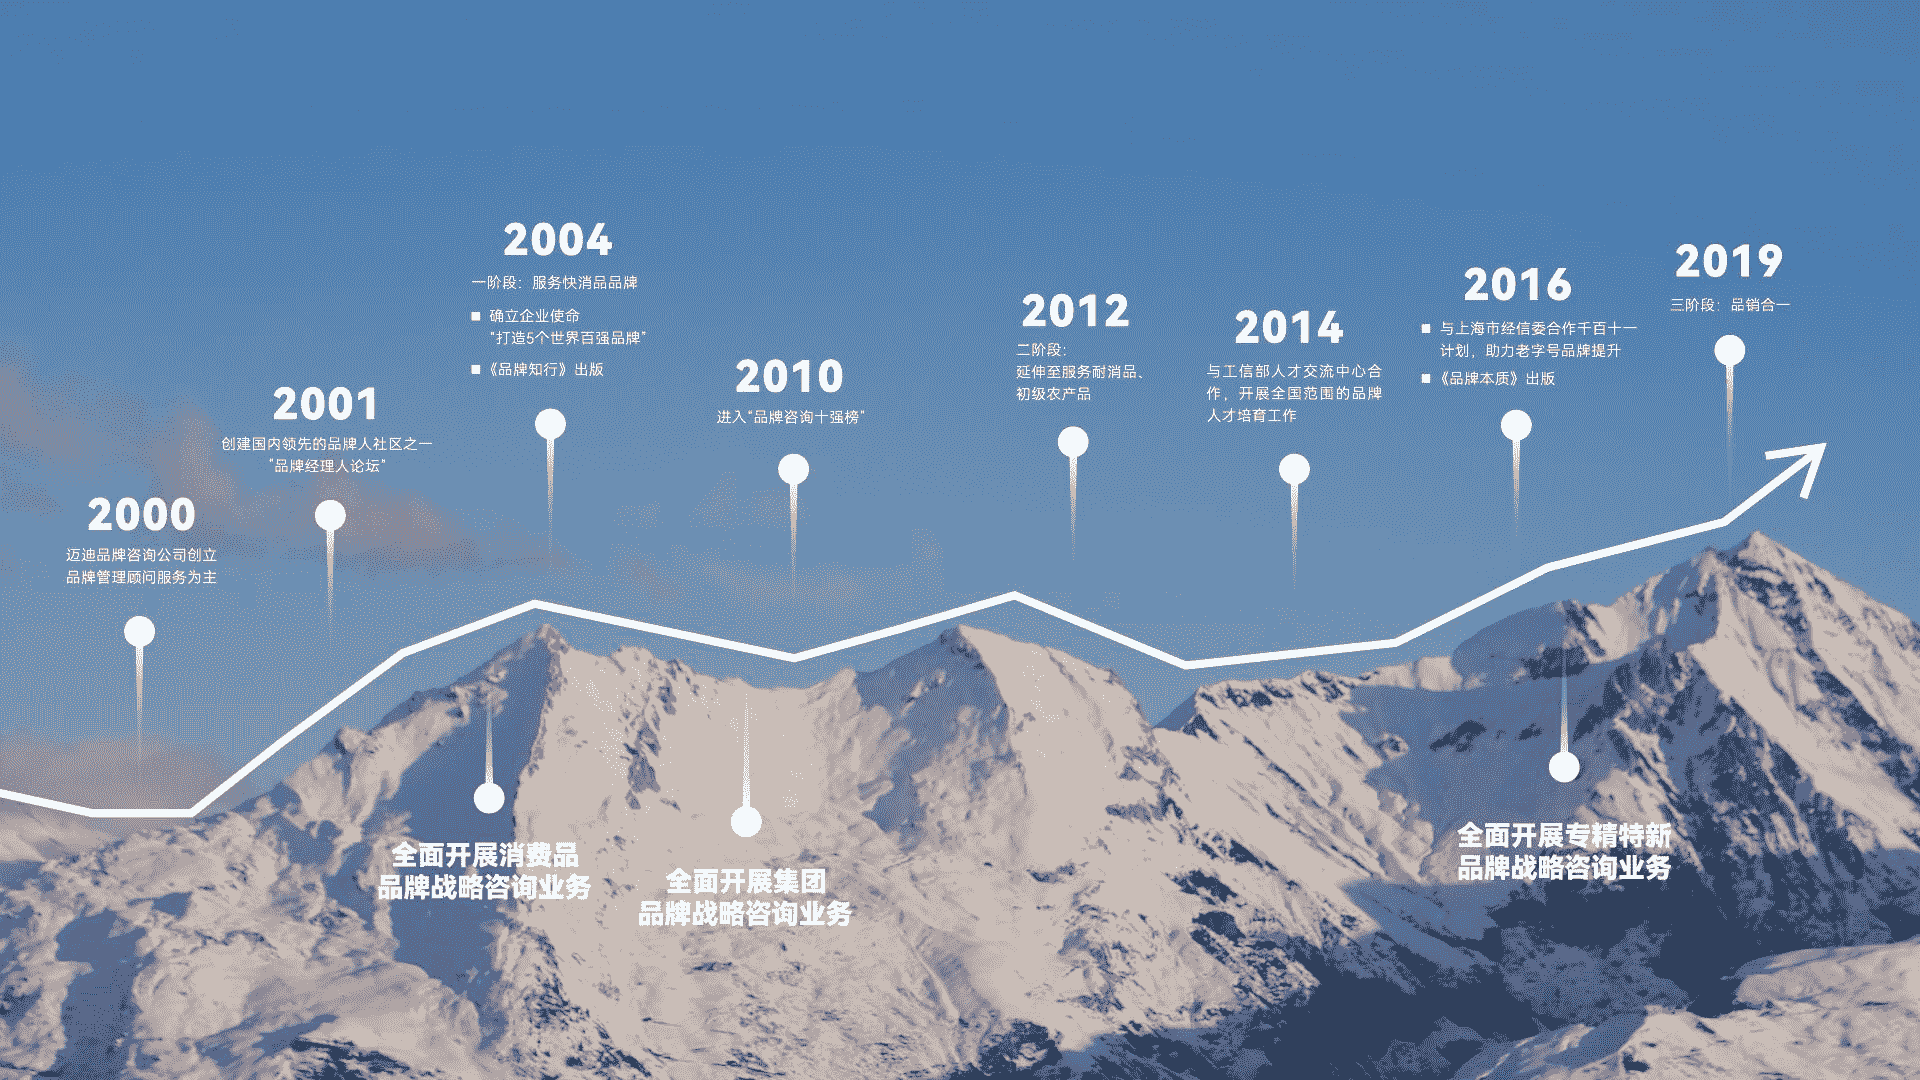 2000
迈迪品牌咨询公司创立
品牌管理顾问服务为主
2001
创建国内领先的品牌人社区之一
“品牌经理人论坛”
2004
一阶段：服务快消品品牌
■ 确立企业使命
“打造5个世界百强品牌”
■《品牌知行》出版
2010
进入“品牌咨询十强榜”
2012
二阶段：
延伸至服务耐消品、
初级农产品
2014
与工信部人才交流中心合
作，开展全国范围的品牌
人才培育工作
2016
■ 与上海市经信委合作千百十一
计划，助力老字号品牌提升
■《品牌本质》出版
2019
三阶段：品销合一
全面开展消费品
品牌战略咨询业务
全面开展集团
品牌战略咨询业务
全面开展专精特新
品牌战略咨询业务